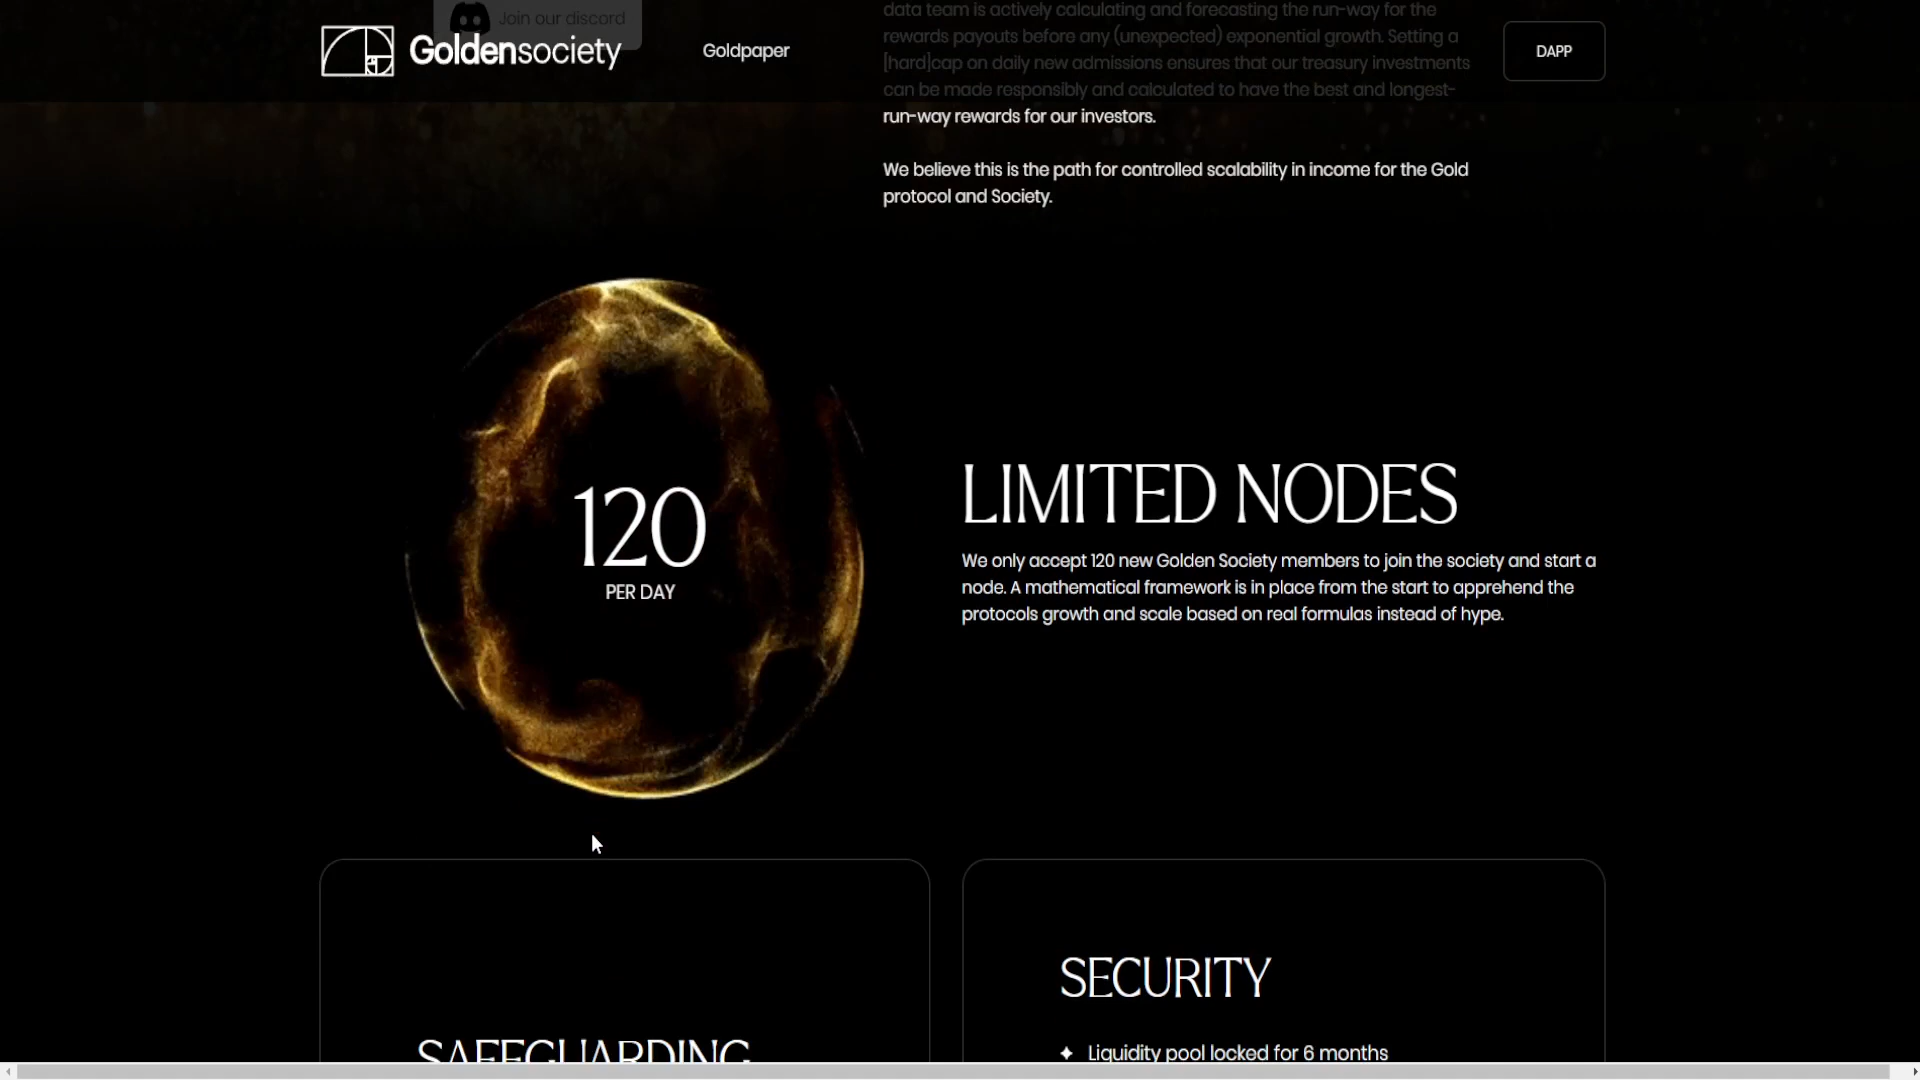 Join our discord
Goldensociety
Goldpaper
DAPP
data team is actively calculating and forecasting the run-way for the
rewards payouts before any (unexpected) exponential growth. Setting a
[hard]cap on daily new admissions ensures that our treasury investments
can be made responsibly and calculated to have the best and longest-
run-way rewards for our investors.
We believe this is the path for controlled scalability in income for the Gold
protocol and Society.
120
PER DAY
LIMITED NODES
We only accept 120 new Golden Society members to join the society and start a
node. A mathematical framework is in place from the start to apprehend the
protocols growth and scale based on real formulas instead of hype.
SAFEGUARDING
SECURITY
Liquidity pool locked for 6 months